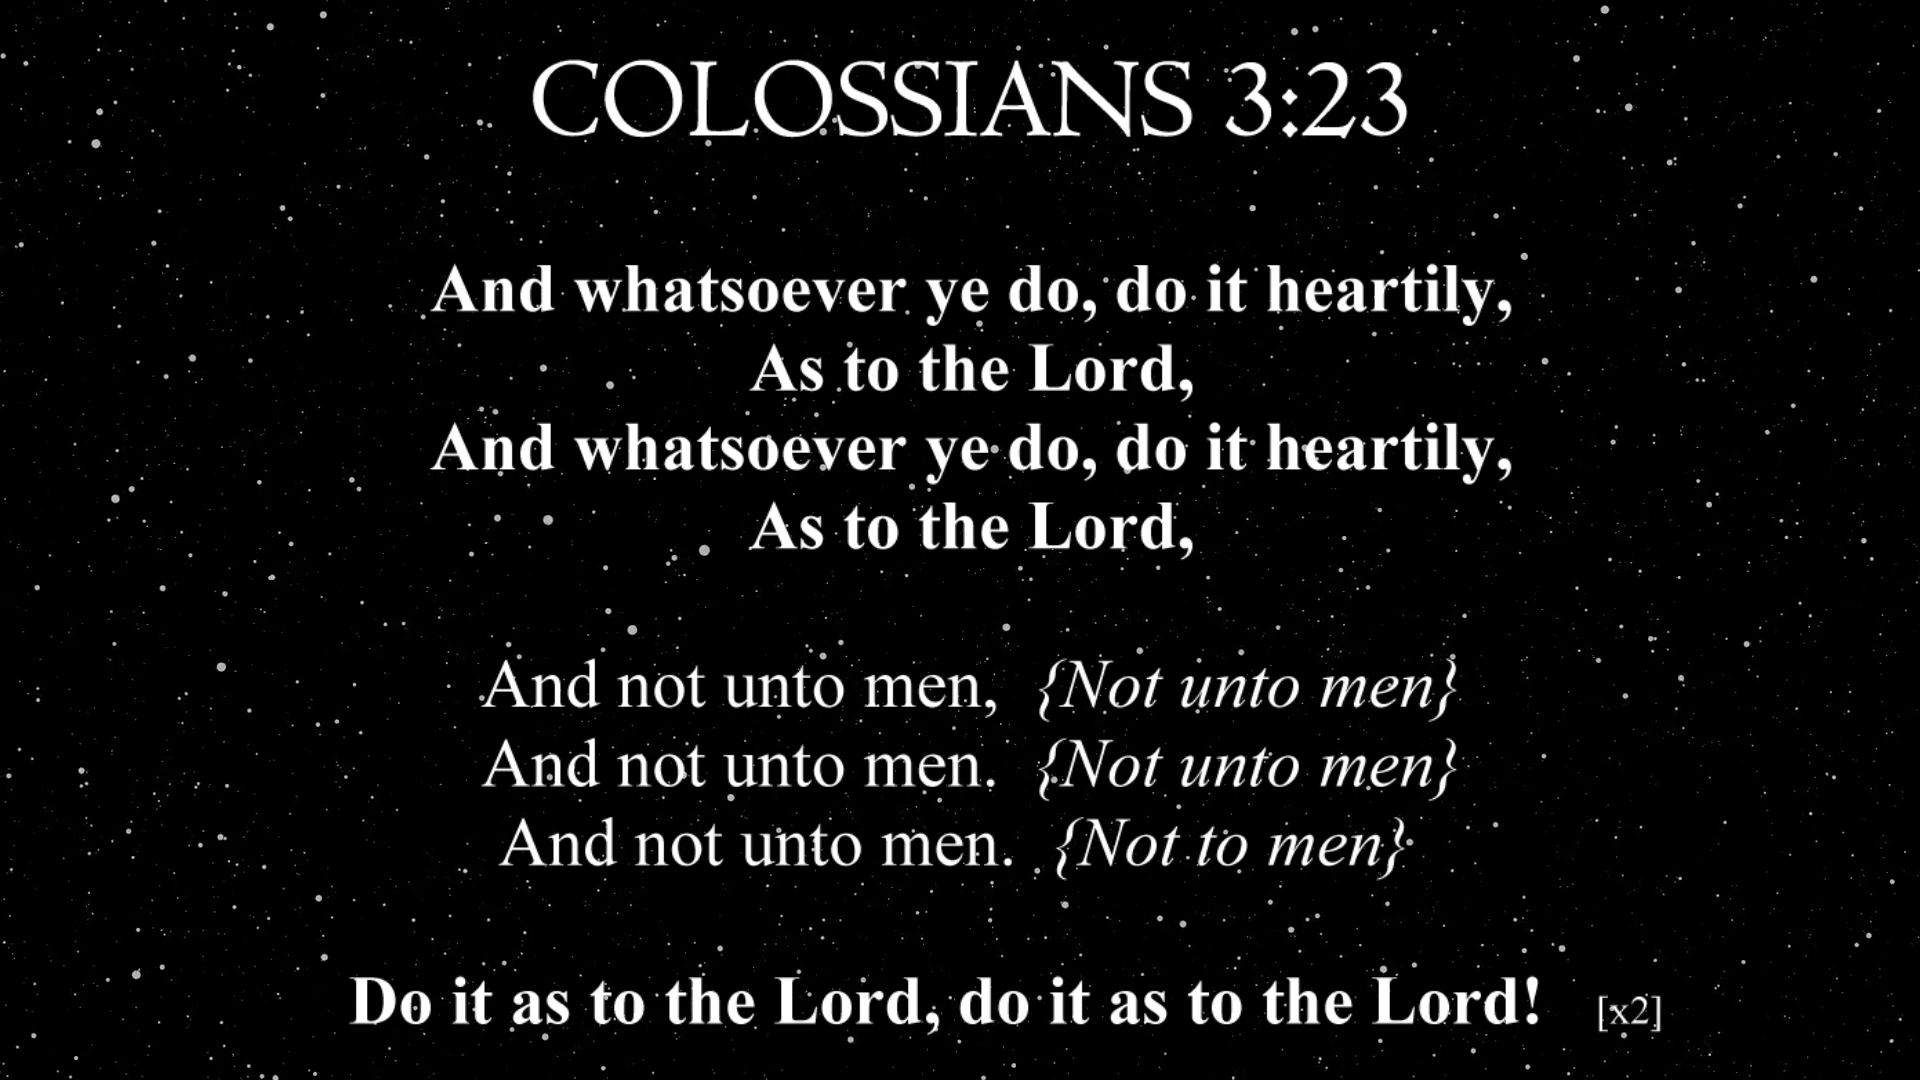 COLOSSIANS 3:23
And whatsoever ye do, do it heartily,
As to the Lord,
And whatsoever ye do, do it heartily,
As to the Lord,
And not unto men, {Not unto men}
And not unto men. {Not unto men}
And not unto men. {Not to men}
Do it as to the Lord, do it as to the Lord! [x2]